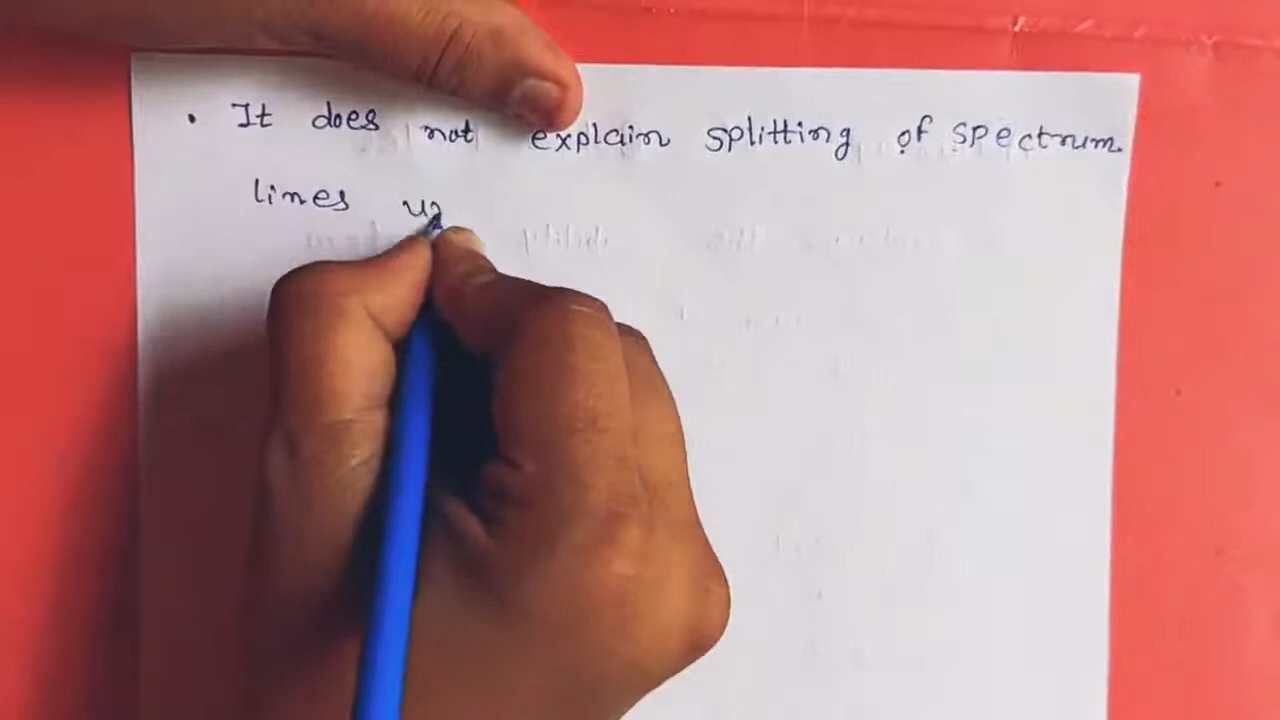 • It does not explain splitting of spectrum
lines